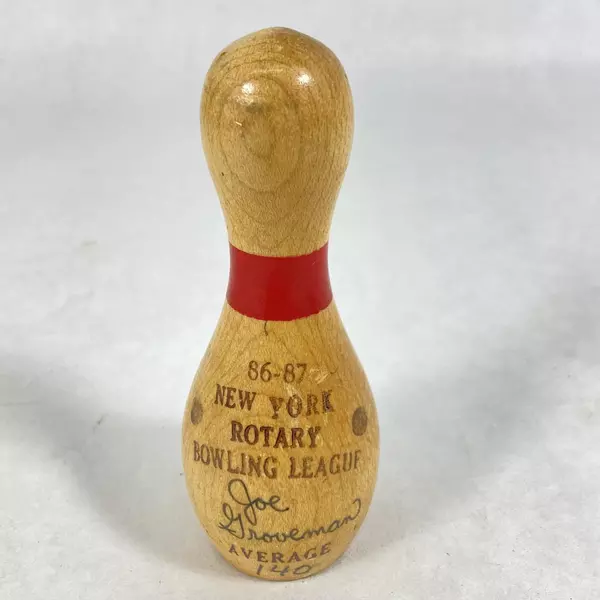 86-87
NEW YORK
ROTARY
BOWLING LEAGUE
Joe
Groveman
AVERAGE
140